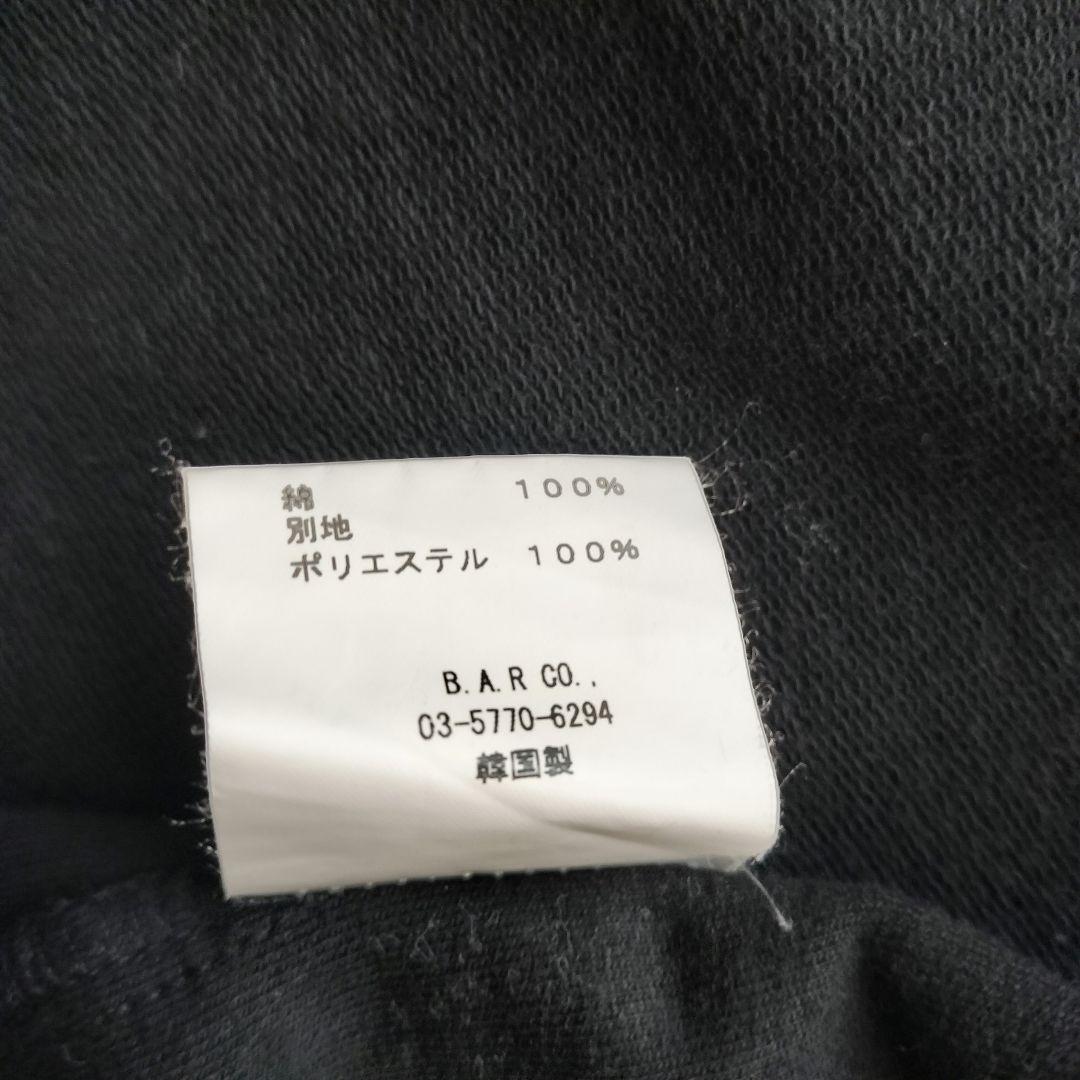 綿 １００％
別地
ポリエステル １００％
B.A.R CO.,
03-5770-6294
韓国製